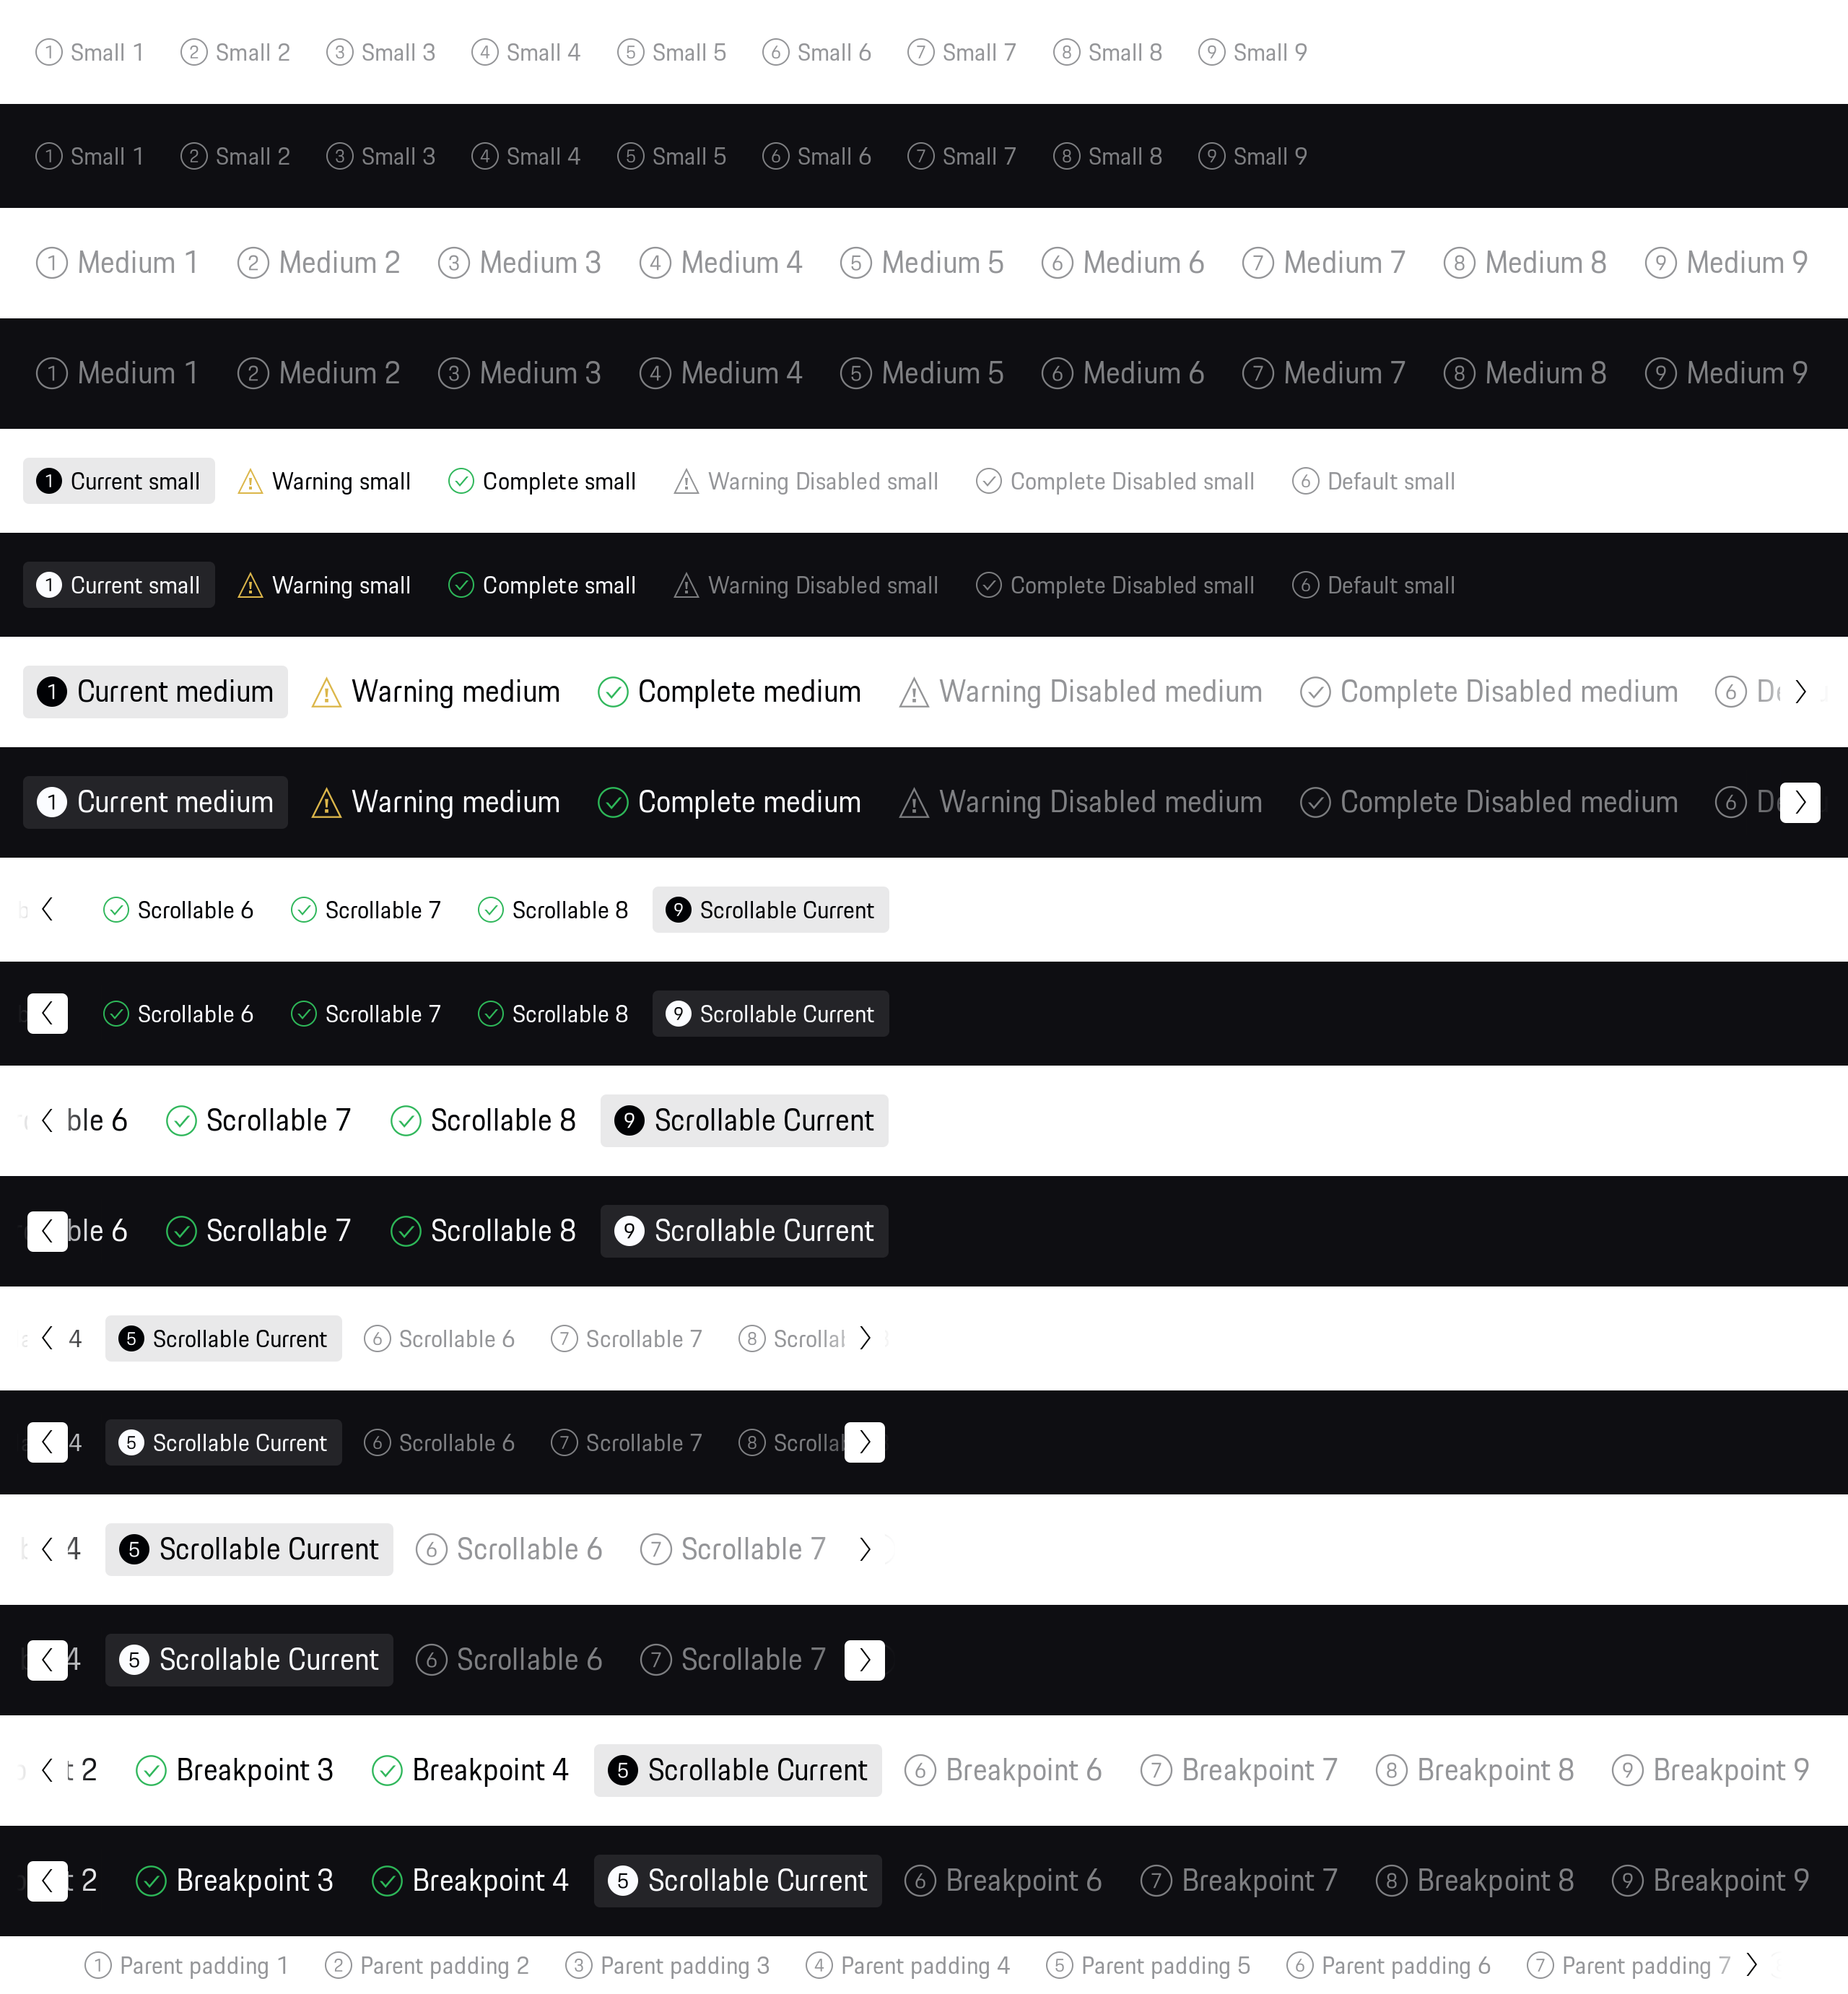 1 Small 1 2 Small 2 3 Small 3 4 Small 4 5 Small 5 6 Small 6 7 Small 7 8 Small 8 9 Small 9
1 Small 1 2 Small 2 3 Small 3 4 Small 4 5 Small 5 6 Small 6 7 Small 7 8 Small 8 9 Small 9
1 Medium 1 2 Medium 2 3 Medium 3 4 Medium 4 5 Medium 5 6 Medium 6 7 Medium 7 8 Medium 8 9 Medium 9
1 Medium 1 2 Medium 2 3 Medium 3 4 Medium 4 5 Medium 5 6 Medium 6 7 Medium 7 8 Medium 8 9 Medium 9
1 Current small Warning small Complete small Warning Disabled small Complete Disabled small 6 Default small
1 Current small Warning small Complete small Warning Disabled small Complete Disabled small 6 Default small
1 Current medium Warning medium Complete medium Warning Disabled medium Complete Disabled medium 6
1 Current medium Warning medium Complete medium Warning Disabled medium Complete Disabled medium 6
Scrollable 6 Scrollable 7 Scrollable 8 9 Scrollable Current
Scrollable 6 Scrollable 7 Scrollable 8 9 Scrollable Current
ble 6 Scrollable 7 Scrollable 8 9 Scrollable Current
ble 6 Scrollable 7 Scrollable 8 9 Scrollable Current
4 5 Scrollable Current 6 Scrollable 6 7 Scrollable 7 8 Scrollab
4 5 Scrollable Current 6 Scrollable 6 7 Scrollable 7 8 Scrollab
4 5 Scrollable Current 6 Scrollable 6 7 Scrollable 7
4 5 Scrollable Current 6 Scrollable 6 7 Scrollable 7
t 2 Breakpoint 3 Breakpoint 4 5 Scrollable Current 6 Breakpoint 6 7 Breakpoint 7 8 Breakpoint 8 9 Breakpoint 9
t 2 Breakpoint 3 Breakpoint 4 5 Scrollable Current 6 Breakpoint 6 7 Breakpoint 7 8 Breakpoint 8 9 Breakpoint 9
1 Parent padding 1 2 Parent padding 2 3 Parent padding 3 4 Parent padding 4 5 Parent padding 5 6 Parent padding 6 7 Parent padding 7